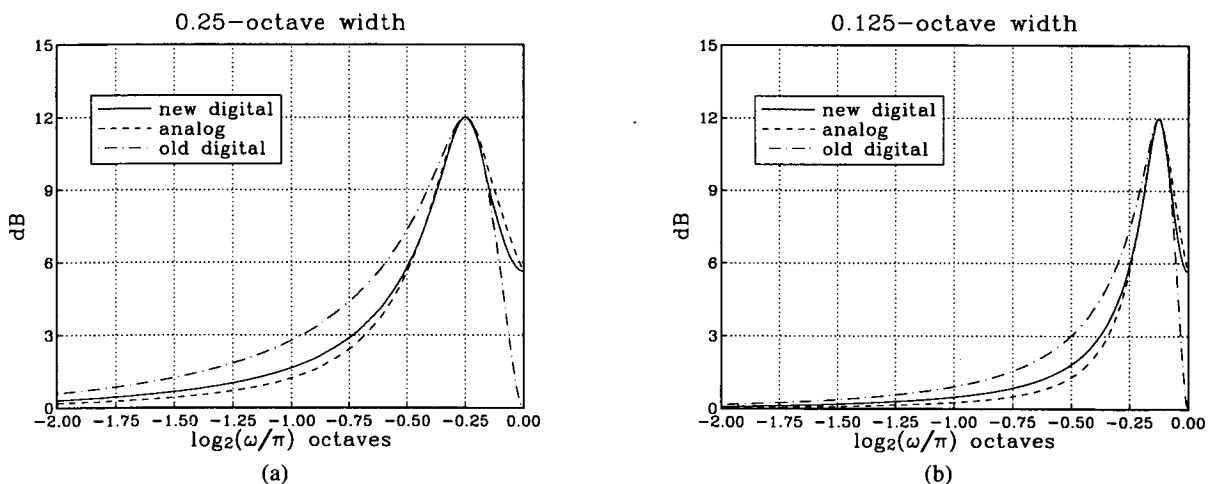 0.25-octave width
15
12
9
6
3
0
dB
new digital
analog
old digital
-2.00 -1.75 -1.50 -1.25 -1.00 -0.75 -0.50 -0.25 0.00
log₂(ω/π) octaves
(a)
0.125-octave width
15
12
9
6
3
0
dB
new digital
analog
old digital
-2.00 -1.75 -1.50 -1.25 -1.00 -0.75 -0.50 -0.25 0.00
log₂(ω/π) octaves
(b)